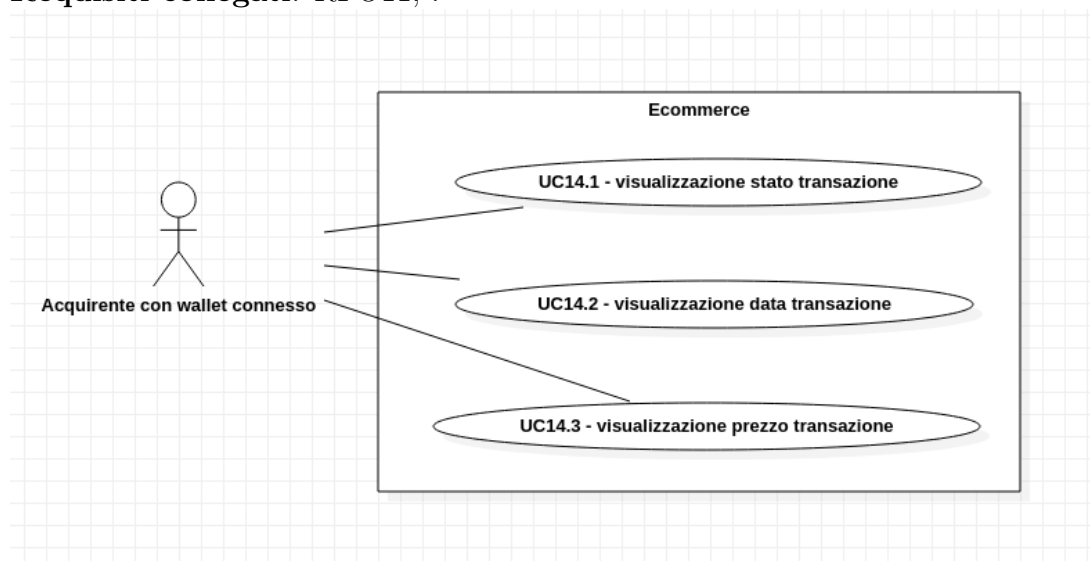 Ecommerce
UC14.1 - visualizzazione stato transazione
Acquirente con wallet connesso
UC14.2 - visualizzazione data transazione
UC14.3 - visualizzazione prezzo transazione